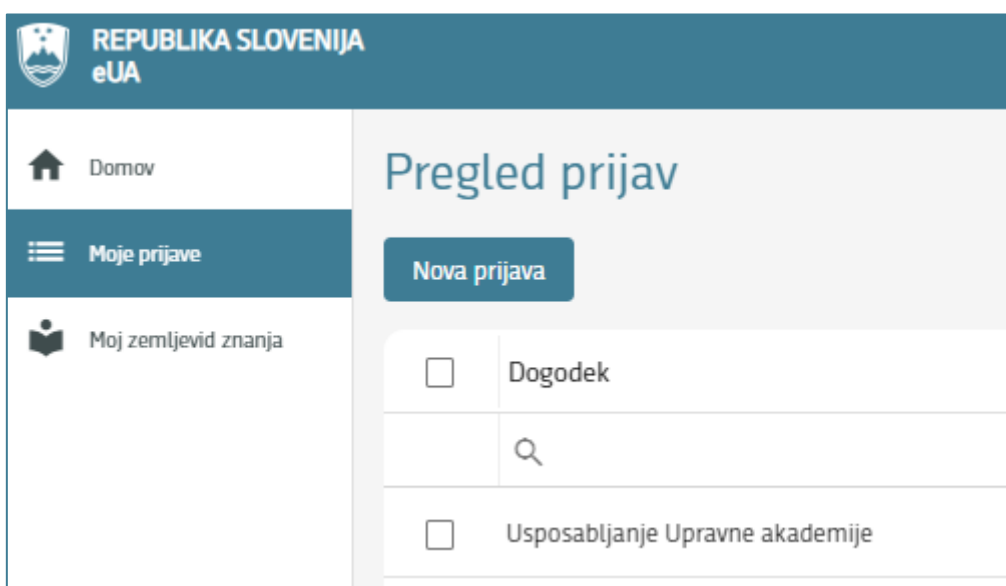 REPUBLIKA SLOVENIJA
eUA
Domov
Moje prijave
Moj zemljevid znanja
Pregled prijav
Nova prijava
Dogodek
Usposabljanje Upravne akademije